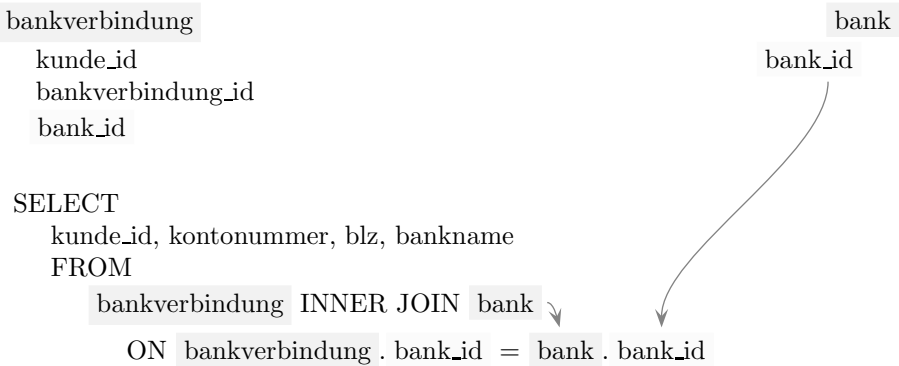 bankverbindung bank
kunde_id bank_id
bankverbindung_id
bank_id
SELECT
kunde_id, kontonummer, blz, bankname
FROM
bankverbindung INNER JOIN bank
ON bankverbindung . bank_id = bank . bank_id